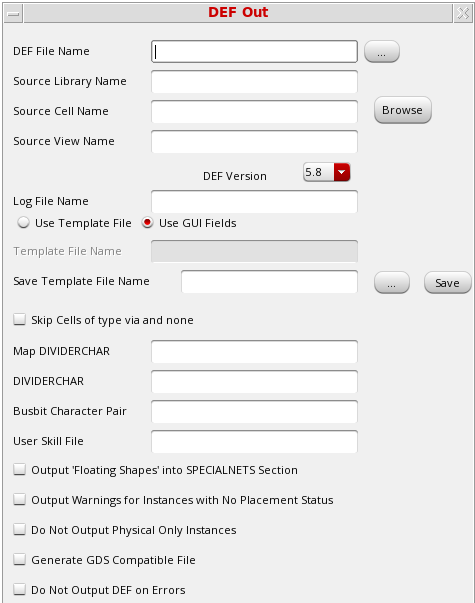 DEF Out
DEF File Name ...
Source Library Name
Source Cell Name Browse
Source View Name
DEF Version 5.8
Log File Name
Use Template File Use GUI Fields
Template File Name
Save Template File Name ... Save
Skip Cells of type via and none
Map DIVIDERCHAR
DIVIDERCHAR
Busbit Character Pair
User Skill File
Output 'Floating Shapes' into SPECIALNETS Section
Output Warnings for Instances with No Placement Status
Do Not Output Physical Only Instances
Generate GDS Compatible File
Do Not Output DEF on Errors